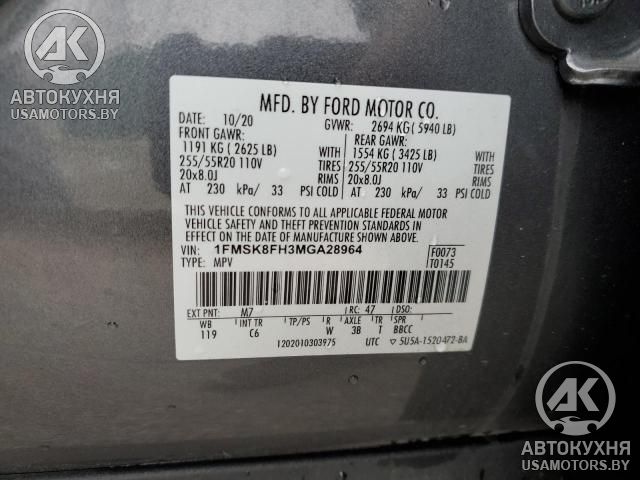 AK
АВТОКУХНЯ
USAMOTORS.BY
MFD. BY FORD MOTOR CO.
DATE: 10/20 GVWR: 2694 KG ( 5940 LB)
FRONT GAWR: REAR GAWR:
1191 KG ( 2625 LB) WITH 1554 KG ( 3425 LB) WITH
255/55R20 110V TIRES 255/55R20 110V TIRES
20x8.0J RIMS 20x8.0J RIMS
AT 230 kPa/ 33 PSI COLD AT 230 kPa/ 33 PSI COLD
THIS VEHICLE CONFORMS TO ALL APPLICABLE FEDERAL MOTOR
VEHICLE SAFETY AND THEFT PREVENTION STANDARDS IN
EFFECT ON THE DATE OF MANUFACTURE SHOWN ABOVE.
VIN: 1FMSK8FH3MGA28964 F0073
TYPE: MPV T0145
EXT PNT: M7 RC: 47 DSO:
WB INT TR TP/PS R AXLE TR SPR
119 C6 W 3B T BBCC
1202010303975 UTC ▽ 5U5A-1520472-BA
AK
АВТОКУХНЯ
USAMOTORS.BY